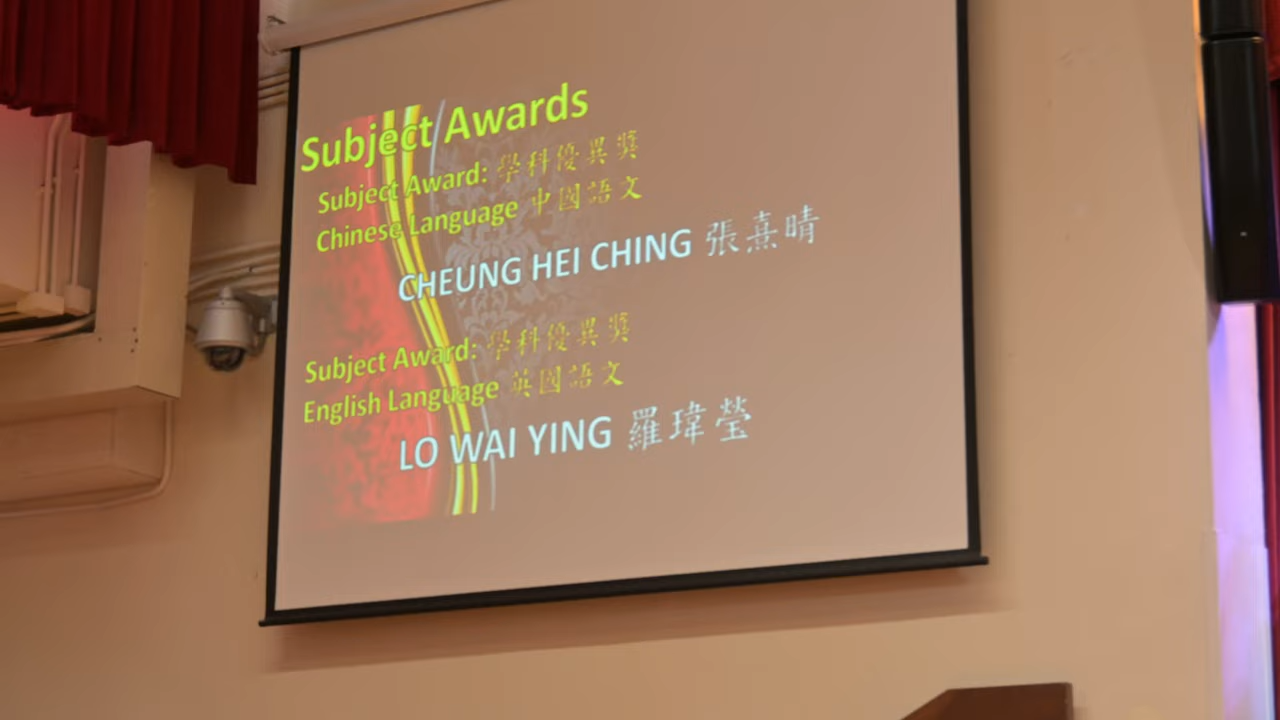 Subject Awards
Subject Award: 學科優異獎
Chinese Language 中國語文
CHEUNG HEI CHING 張熹晴
Subject Award: 學科優異獎
English Language 英國語文
LO WAI YING 羅瑋瑩